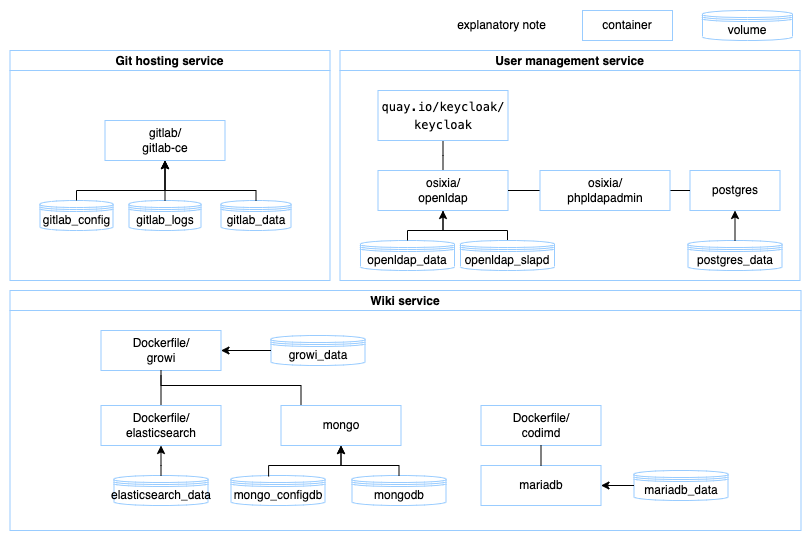 explanatory note
container
volume
Git hosting service
gitlab/
gitlab-ce
gitlab_config
gitlab_logs
gitlab_data
User management service
quay.io/keycloak/
keycloak
osixia/
openldap
osixia/
phpldapadmin
postgres
openldap_data
openldap_slapd
postgres_data
Wiki service
Dockerfile/
growi
growi_data
Dockerfile/
elasticsearch
mongo
Dockerfile/
codimd
elasticsearch_data
mongo_configdb
mongodb
mariadb
mariadb_data